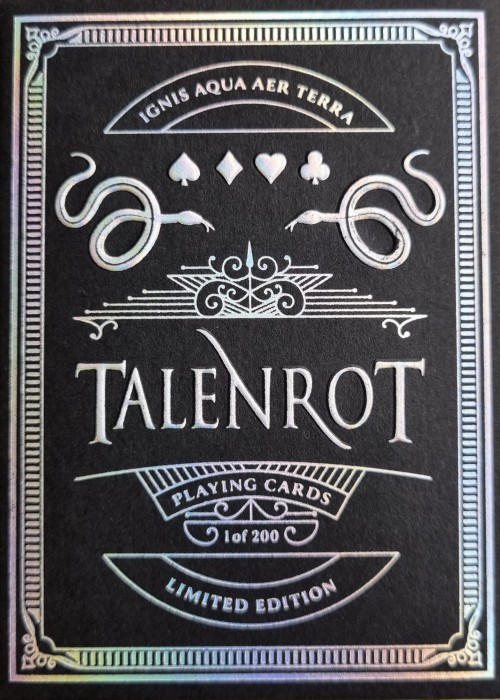 IGNIS AQUA AER TERRA
TALENROT
PLAYING CARDS
1 of 200
LIMITED EDITION